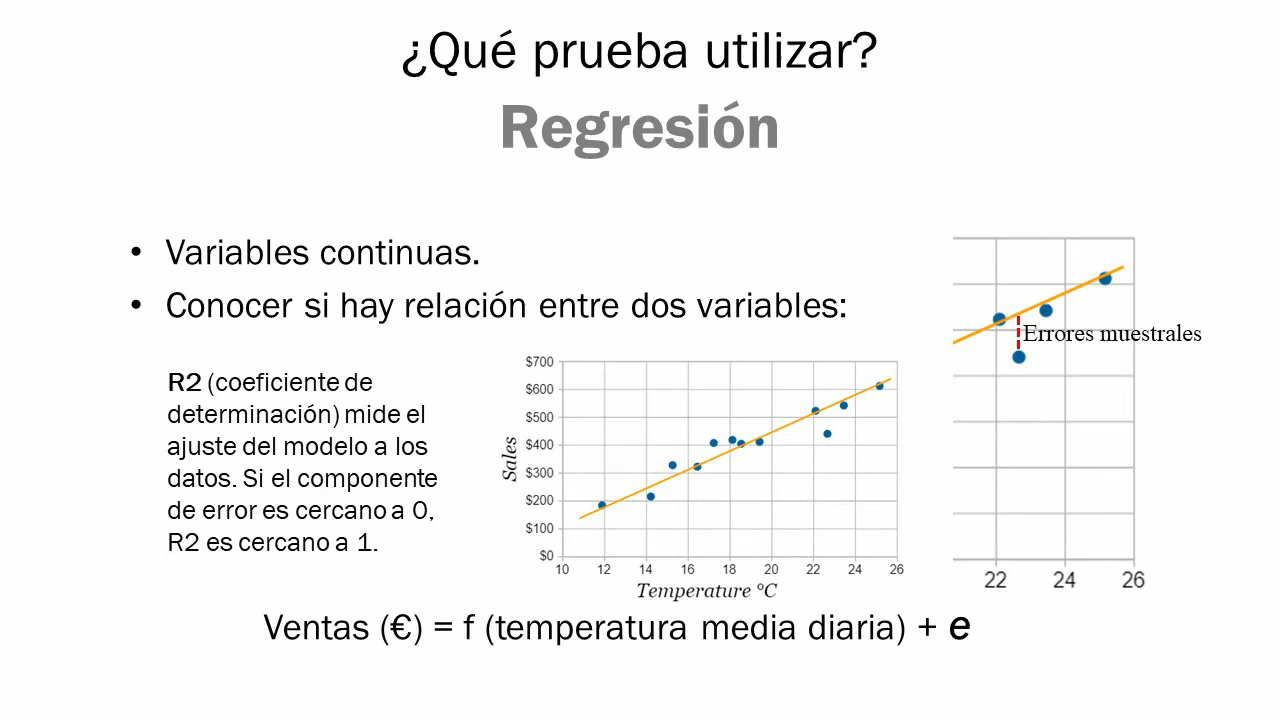 ¿Qué prueba utilizar?
Regresión
• Variables continuas.
• Conocer si hay relación entre dos variables:
R2 (coeficiente de
determinación) mide el
ajuste del modelo a los
datos. Si el componente
de error es cercano a 0,
R2 es cercano a 1.
$700
$600
$500
$400
$300
$200
$100
$0
Sales
10 12 14 16 18 20 22 24 26
Temperature °C
Errores muestrales
22 24 26
Ventas (€) = f (temperatura media diaria) + e